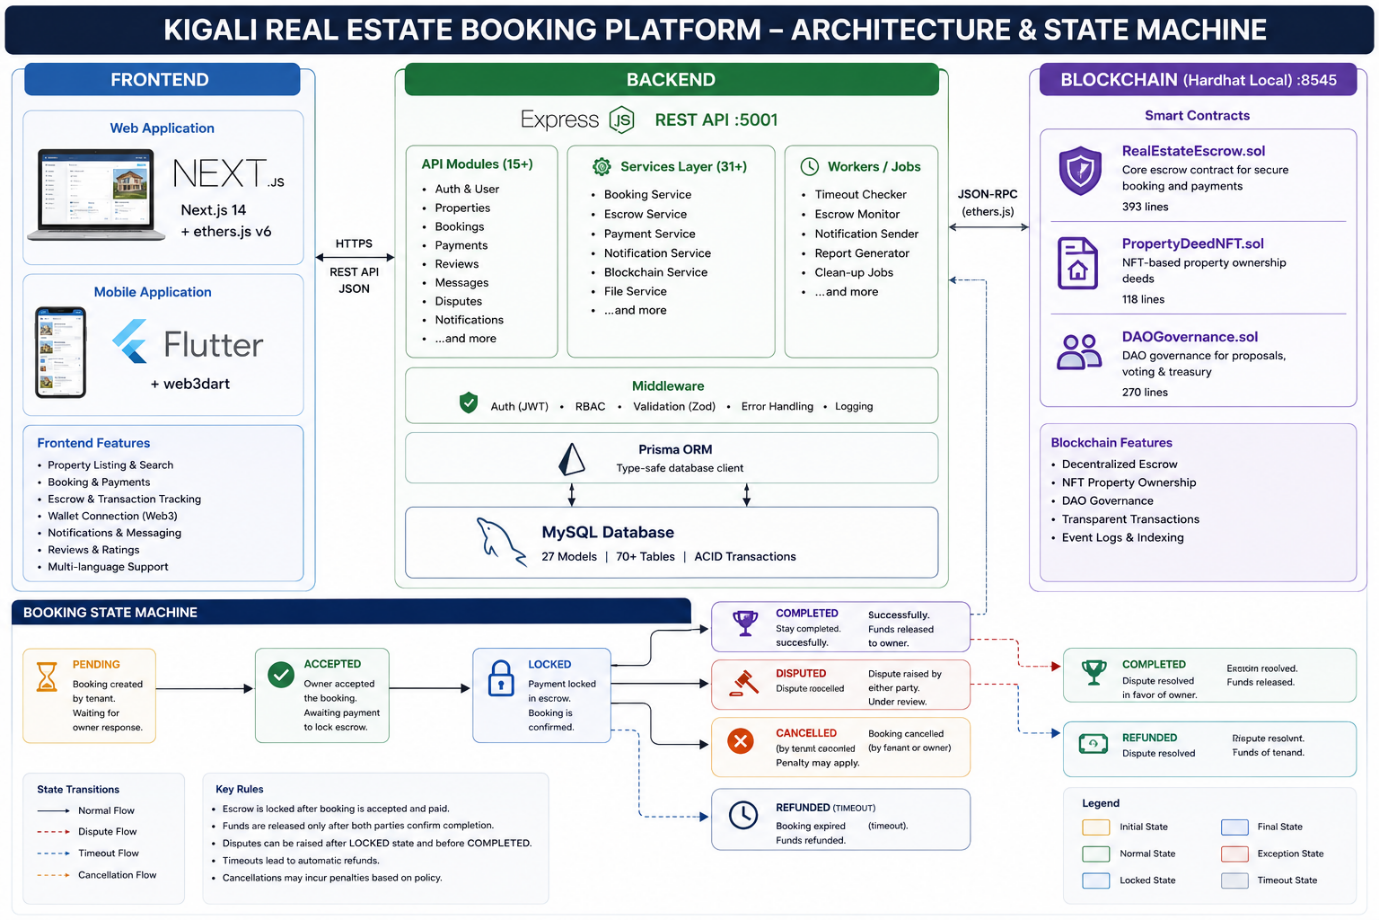 KIGALI REAL ESTATE BOOKING PLATFORM – ARCHITECTURE & STATE MACHINE
FRONTEND
Web Application
NEXT.JS
Next.js 14
+ ethers.js v6
Mobile Application
Flutter
+ web3dart
Frontend Features
• Property Listing & Search
• Booking & Payments
• Escrow & Transaction Tracking
• Wallet Connection (Web3)
• Notifications & Messaging
• Reviews & Ratings
• Multi-language Support
HTTPS
REST API
JSON
BACKEND
Express JS REST API :5001
API Modules (15+)
• Auth & User
• Properties
• Bookings
• Payments
• Reviews
• Messages
• Disputes
• Notifications
• ...and more
Services Layer (31+)
• Booking Service
• Escrow Service
• Payment Service
• Notification Service
• Blockchain Service
• File Service
• ...and more
Workers / Jobs
• Timeout Checker
• Escrow Monitor
• Notification Sender
• Report Generator
• Clean-up Jobs
• ...and more
Middleware
Auth (JWT) • RBAC • Validation (Zod) • Error Handling • Logging
Prisma ORM
Type-safe database client
MySQL Database
27 Models | 70+ Tables | ACID Transactions
JSON-RPC
(ethers.js)
BLOCKCHAIN (Hardhat Local) :8545
Smart Contracts
RealEstateEscrow.sol
Core escrow contract for secure
booking and payments
393 lines
PropertyDeedNFT.sol
NFT-based property ownership
deeds
118 lines
DAOGovernance.sol
DAO governance for proposals,
voting & treasury
270 lines
Blockchain Features
• Decentralized Escrow
• NFT Property Ownership
• DAO Governance
• Transparent Transactions
• Event Logs & Indexing
BOOKING STATE MACHINE
PENDING
Booking created
by tenant.
Waiting for
owner response.
ACCEPTED
Owner accepted
the booking.
Awaiting payment
to lock escrow.
LOCKED
Payment locked
in escrow.
Booking is
confirmed.
COMPLETED
Stay completed.
succesfully.
Successfully.
Funds released
to owner.
DISPUTED
Dispute
Dispute raised by
either party.
Under review.
CANCELLED
(by tenant
Penalty may apply.
Booking cancelled
(by tenant or owner)
REFUNDED (TIMEOUT)
Booking expired (timeout).
Funds refunded.
COMPLETED
Dispute resolved
in favor of owner.
resolved.
Funds released.
REFUNDED
Dispute resolved
Funds of tenand.
State Transitions
Normal Flow
Dispute Flow
Timeout Flow
Cancellation Flow
Key Rules
• Escrow is locked after booking is accepted and paid.
• Funds are released only after both parties confirm completion.
• Disputes can be raised after LOCKED state and before COMPLETED.
• Timeouts lead to automatic refunds.
• Cancellations may incur penalties based on policy.
Legend
Initial State
Normal State
Locked State
Final State
Exception State
Timeout State